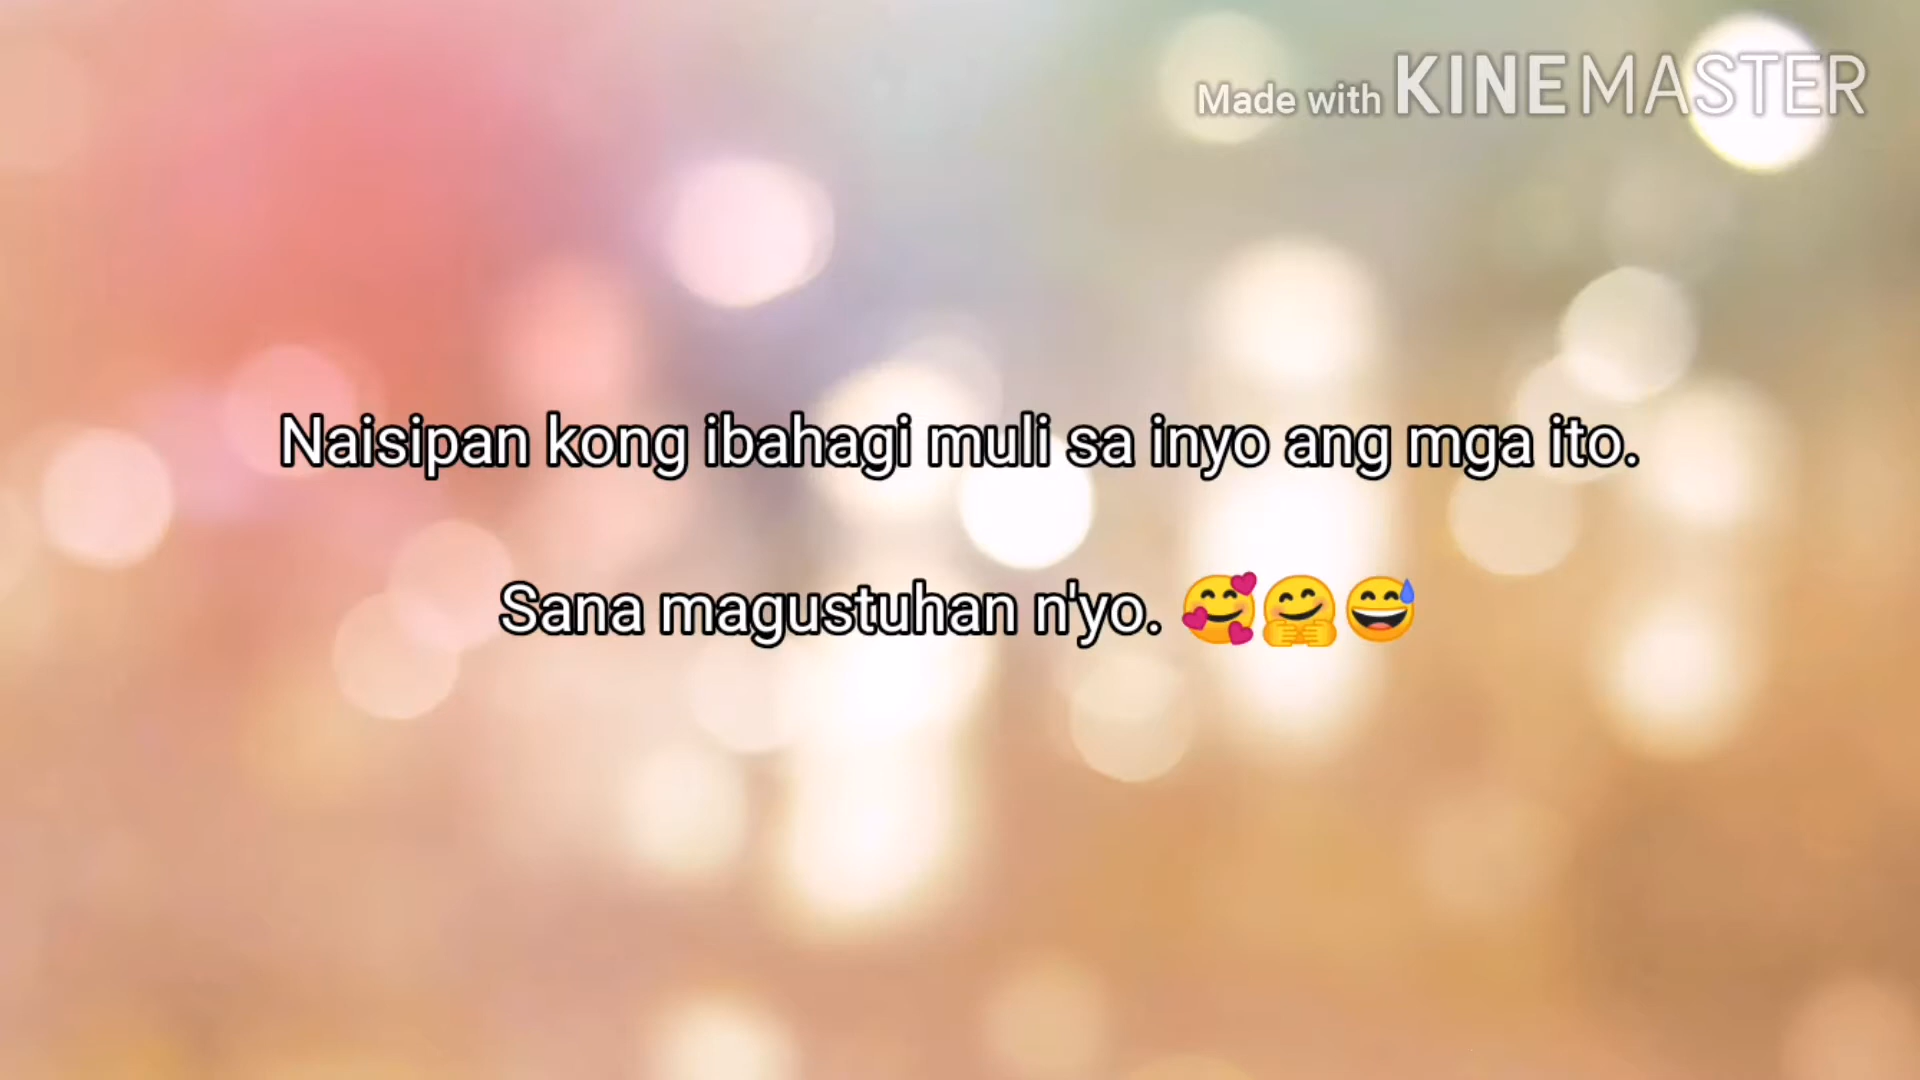 Made with KINEMASTER
Naisipan kong ibahagi muli sa inyo ang mga ito.
Sana magustuhan n'yo. 🥰🤗😅